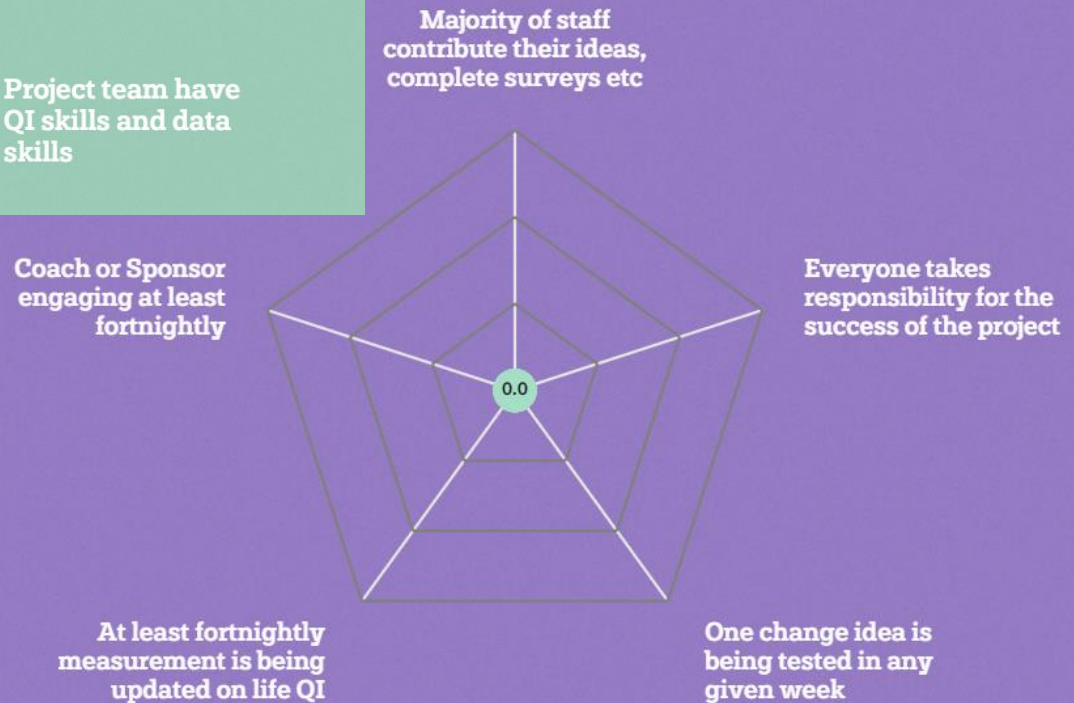 Majority of staff
contribute their ideas,
complete surveys etc
Project team have
QI skills and data
skills
Coach or Sponsor
engaging at least
fortnightly
Everyone takes
responsibility for the
success of the project
0.0
At least fortnightly
measurement is being
updated on life QI
One change idea is
being tested in any
given week